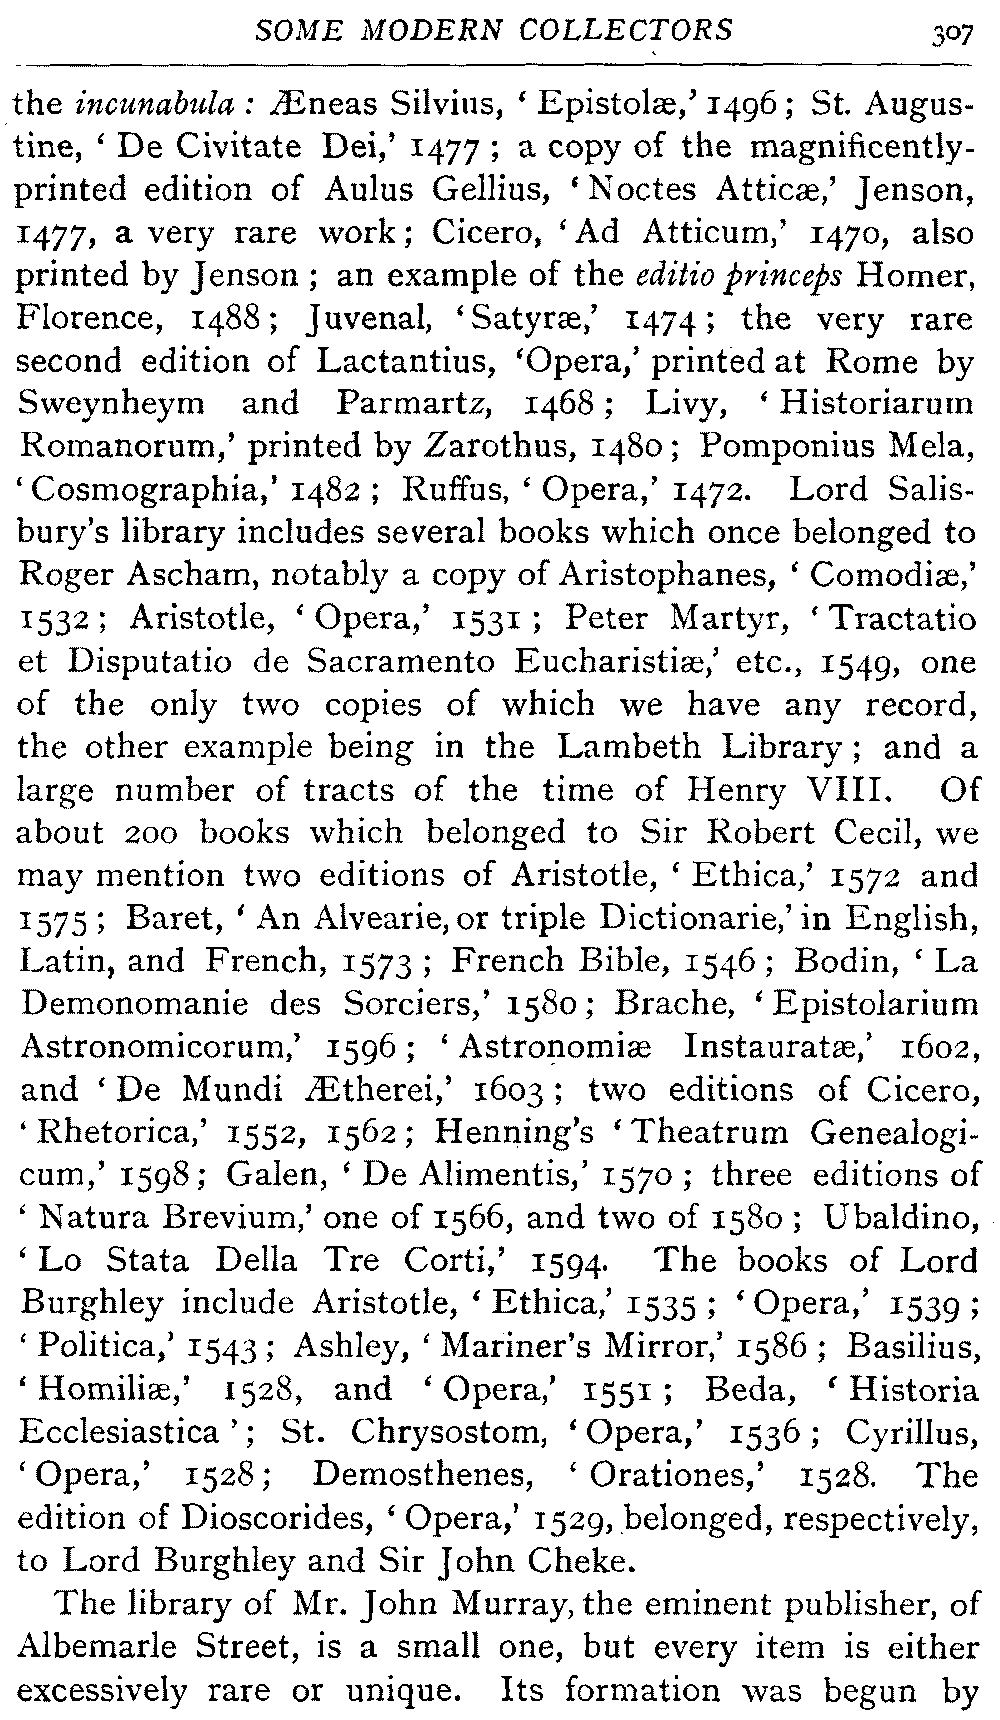 SOME MODERN COLLECTORS 307
the incunabula : Æneas Silvius, ‘ Epistolæ,’ 1496 ; St. Augus-
tine, ‘ De Civitate Dei,’ 1477 ; a copy of the magnificently-
printed edition of Aulus Gellius, ‘ Noctes Atticæ,’ Jenson,
1477, a very rare work ; Cicero, ‘ Ad Atticum,’ 1470, also
printed by Jenson ; an example of the editio princeps Homer,
Florence, 1488 ; Juvenal, ‘ Satyræ,’ 1474 ; the very rare
second edition of Lactantius, ‘Opera,’ printed at Rome by
Sweynheym and Parmartz, 1468 ; Livy, ‘ Historiarum
Romanorum,’ printed by Zarothus, 1480 ; Pomponius Mela,
‘ Cosmographia,’ 1482 ; Ruffus, ‘ Opera,’ 1472. Lord Salis-
bury’s library includes several books which once belonged to
Roger Ascham, notably a copy of Aristophanes, ‘ Comodiæ,’
1532 ; Aristotle, ‘ Opera,’ 1531 ; Peter Martyr, ‘ Tractatio
et Disputatio de Sacramento Eucharistiæ,’ etc., 1549, one
of the only two copies of which we have any record,
the other example being in the Lambeth Library ; and a
large number of tracts of the time of Henry VIII. Of
about 200 books which belonged to Sir Robert Cecil, we
may mention two editions of Aristotle, ‘ Ethica,’ 1572 and
1575 ; Baret, ‘ An Alvearie, or triple Dictionarie,’ in English,
Latin, and French, 1573 ; French Bible, 1546 ; Bodin, ‘ La
Demonomanie des Sorciers,’ 1580 ; Brache, ‘ Epistolarium
Astronomicorum,’ 1596 ; ‘ Astronomiæ Instauratæ,’ 1602,
and ‘ De Mundi Ætherei,’ 1603 ; two editions of Cicero,
‘ Rhetorica,’ 1552, 1562 ; Henning’s ‘ Theatrum Genealogi-
cum,’ 1598 ; Galen, ‘ De Alimentis,’ 1570 ; three editions of
‘ Natura Brevium,’ one of 1566, and two of 1580 ; Ubaldino,
‘ Lo Stata Della Tre Corti,’ 1594. The books of Lord
Burghley include Aristotle, ‘ Ethica,’ 1535 ; ‘ Opera,’ 1539 ;
‘ Politica,’ 1543 ; Ashley, ‘ Mariner’s Mirror,’ 1586 ; Basilius,
‘ Homiliæ,’ 1528, and ‘ Opera,’ 1551 ; Beda, ‘ Historia
Ecclesiastica ’ ; St. Chrysostom, ‘ Opera,’ 1536 ; Cyrillus,
‘ Opera,’ 1528 ; Demosthenes, ‘ Orationes,’ 1528. The
edition of Dioscorides, ‘ Opera,’ 1529, belonged, respectively,
to Lord Burghley and Sir John Cheke.
The library of Mr. John Murray, the eminent publisher, of
Albemarle Street, is a small one, but every item is either
excessively rare or unique. Its formation was begun by